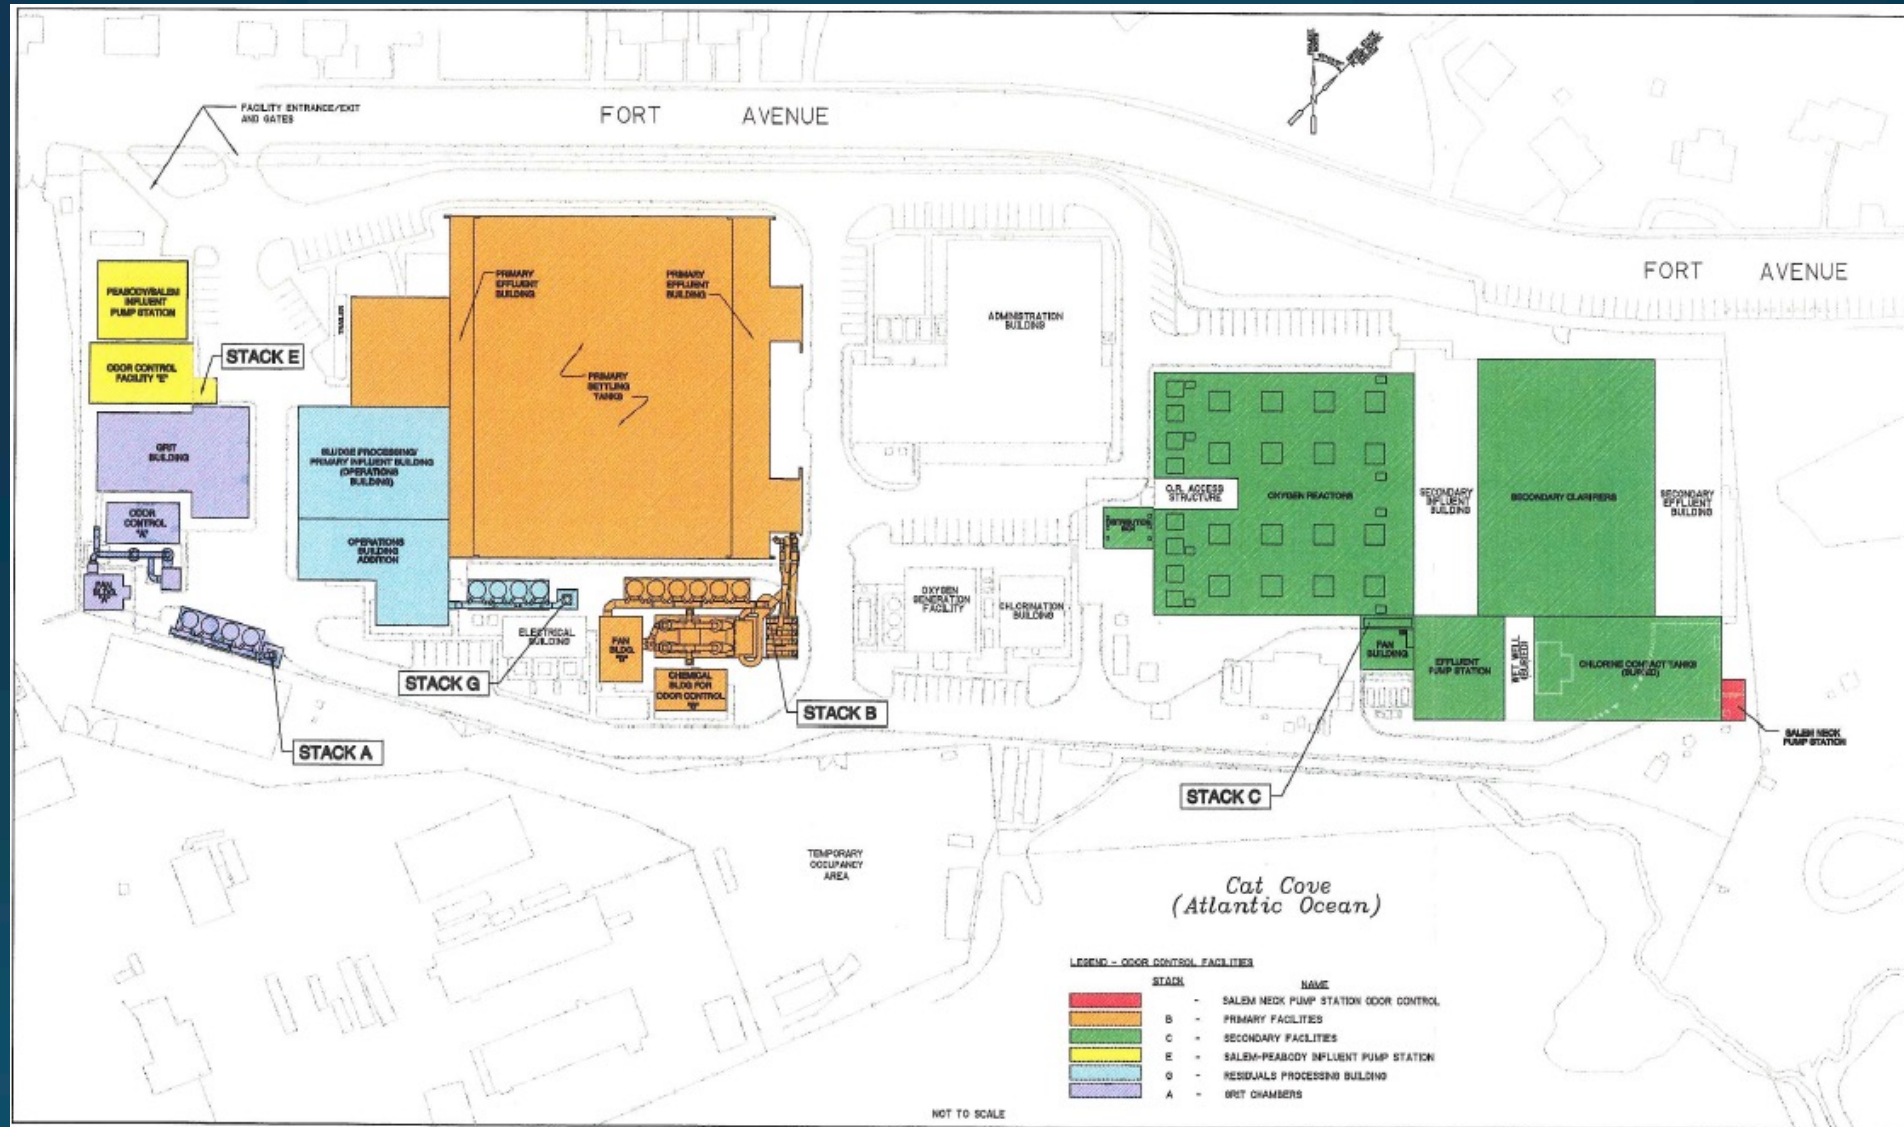 FACILITY ENTRANCE/EXIT
AND GATES
FORT AVENUE
FORT AVENUE
PEABODY/SALEM
INFLUENT
PUMP STATION
ODOR CONTROL
FACILITY "E"
STACK E
GRIT
BUILDING
ODOR
CONTROL
"A"
FAN
BLDG.
"A"
STACK A
TRAILER
PRIMARY
EFFLUENT
BUILDING
PRIMARY
EFFLUENT
BUILDING
PRIMARY
SETTLING
TANKS
SLUDGE PROCESSING/
PRIMARY INFLUENT BUILDING
(OPERATIONS
BUILDING)
OPERATIONS
BUILDING
ADDITION
ELECTRICAL
BUILDING
STACK G
FAN
BLDG.
"B"
CHEMICAL
BLDG FOR
ODOR CONTROL
"B"
STACK B
ADMINISTRATION
BUILDING
OXYGEN
GENERATION
FACILITY
CHLORINATION
BUILDING
DISTRIBUTION
BOX
O.R. ACCESS
STRUCTURE
OXYGEN REACTORS
SECONDARY
INFLUENT
BUILDING
SECONDARY CLARIFIERS
SECONDARY
EFFLUENT
BUILDING
FAN
BUILDING
EFFLUENT
PUMP STATION
WET WELL
(BURIED)
CHLORINE CONTACT TANKS
(BURIED)
SALEM NECK
PUMP STATION
STACK C
TEMPORARY
OCCUPANCY
AREA
Cat Cove
(Atlantic Ocean)
LEGEND - ODOR CONTROL FACILITIES
STACK NAME
- SALEM NECK PUMP STATION ODOR CONTROL
B - PRIMARY FACILITIES
C - SECONDARY FACILITIES
E - SALEM-PEABODY INFLUENT PUMP STATION
G - RESIDUALS PROCESSING BUILDING
A - GRIT CHAMBERS
NOT TO SCALE